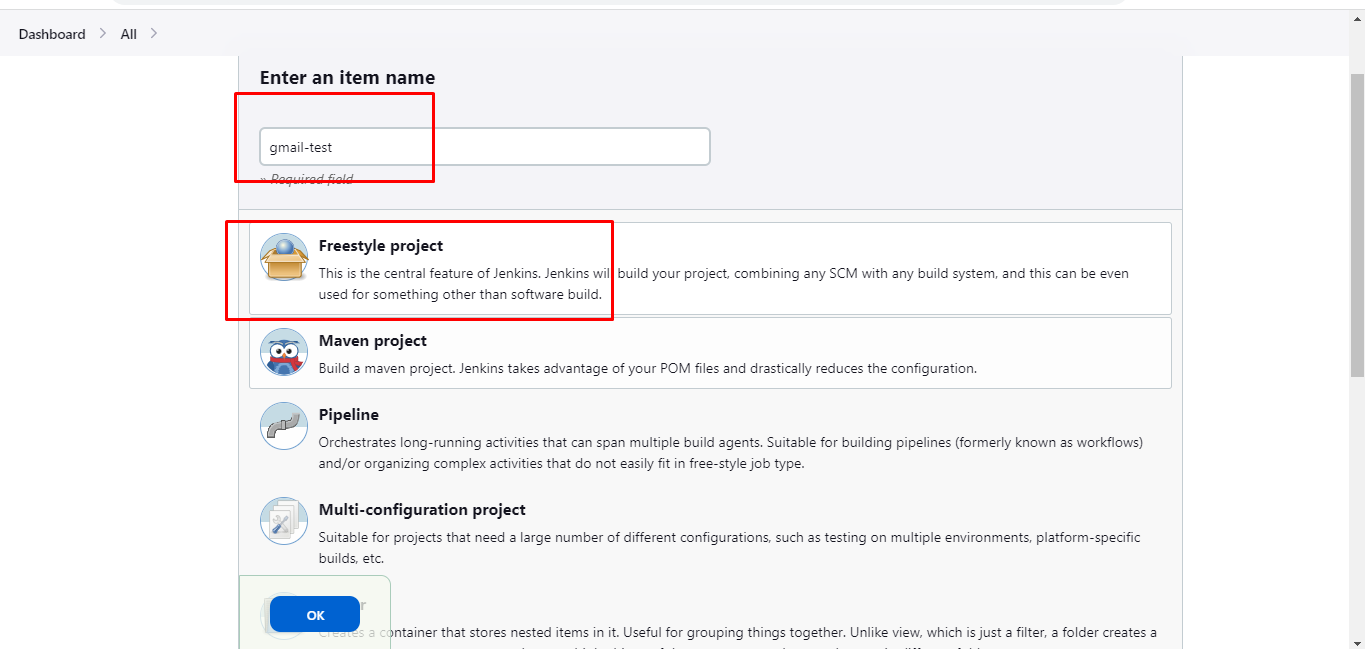 Dashboard > All >
Enter an item name
gmail-test
» Required field
Freestyle project
This is the central feature of Jenkins. Jenkins will build your project, combining any SCM with any build system, and this can be even
used for something other than software build.
Maven project
Build a maven project. Jenkins takes advantage of your POM files and drastically reduces the configuration.
Pipeline
Orchestrates long-running activities that can span multiple build agents. Suitable for building pipelines (formerly known as workflows)
and/or organizing complex activities that do not easily fit in free-style job type.
Multi-configuration project
Suitable for projects that need a large number of different configurations, such as testing on multiple environments, platform-specific
builds, etc.
OK
Creates a container that stores nested items in it. Useful for grouping things together. Unlike view, which is just a filter, a folder creates a